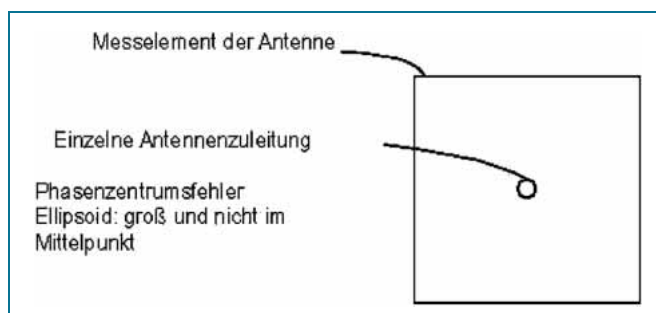 Messelement der Antenne
Einzelne Antennenzuleitung
Phasenzentrumsfehler
Ellipsoid: groß und nicht im
Mittelpunkt